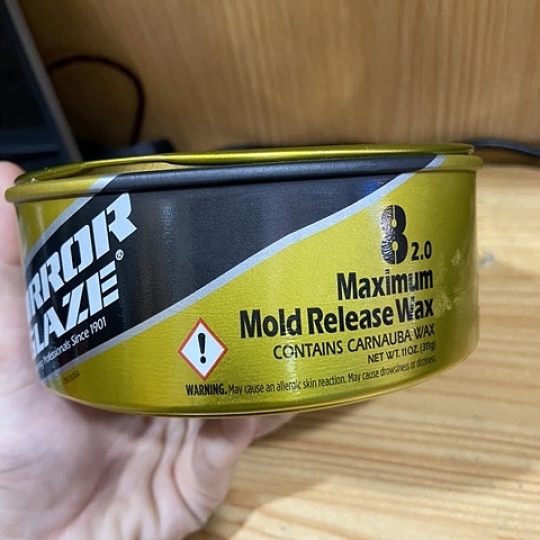 RROR
LAZE®
Professionals Since 1901
8 2.0
Maximum
Mold Release Wax
CONTAINS CARNAUBA WAX
NET WT. 11 OZ. (311g)
WARNING. May cause an allergic skin reaction. May cause drowsiness or dizziness.